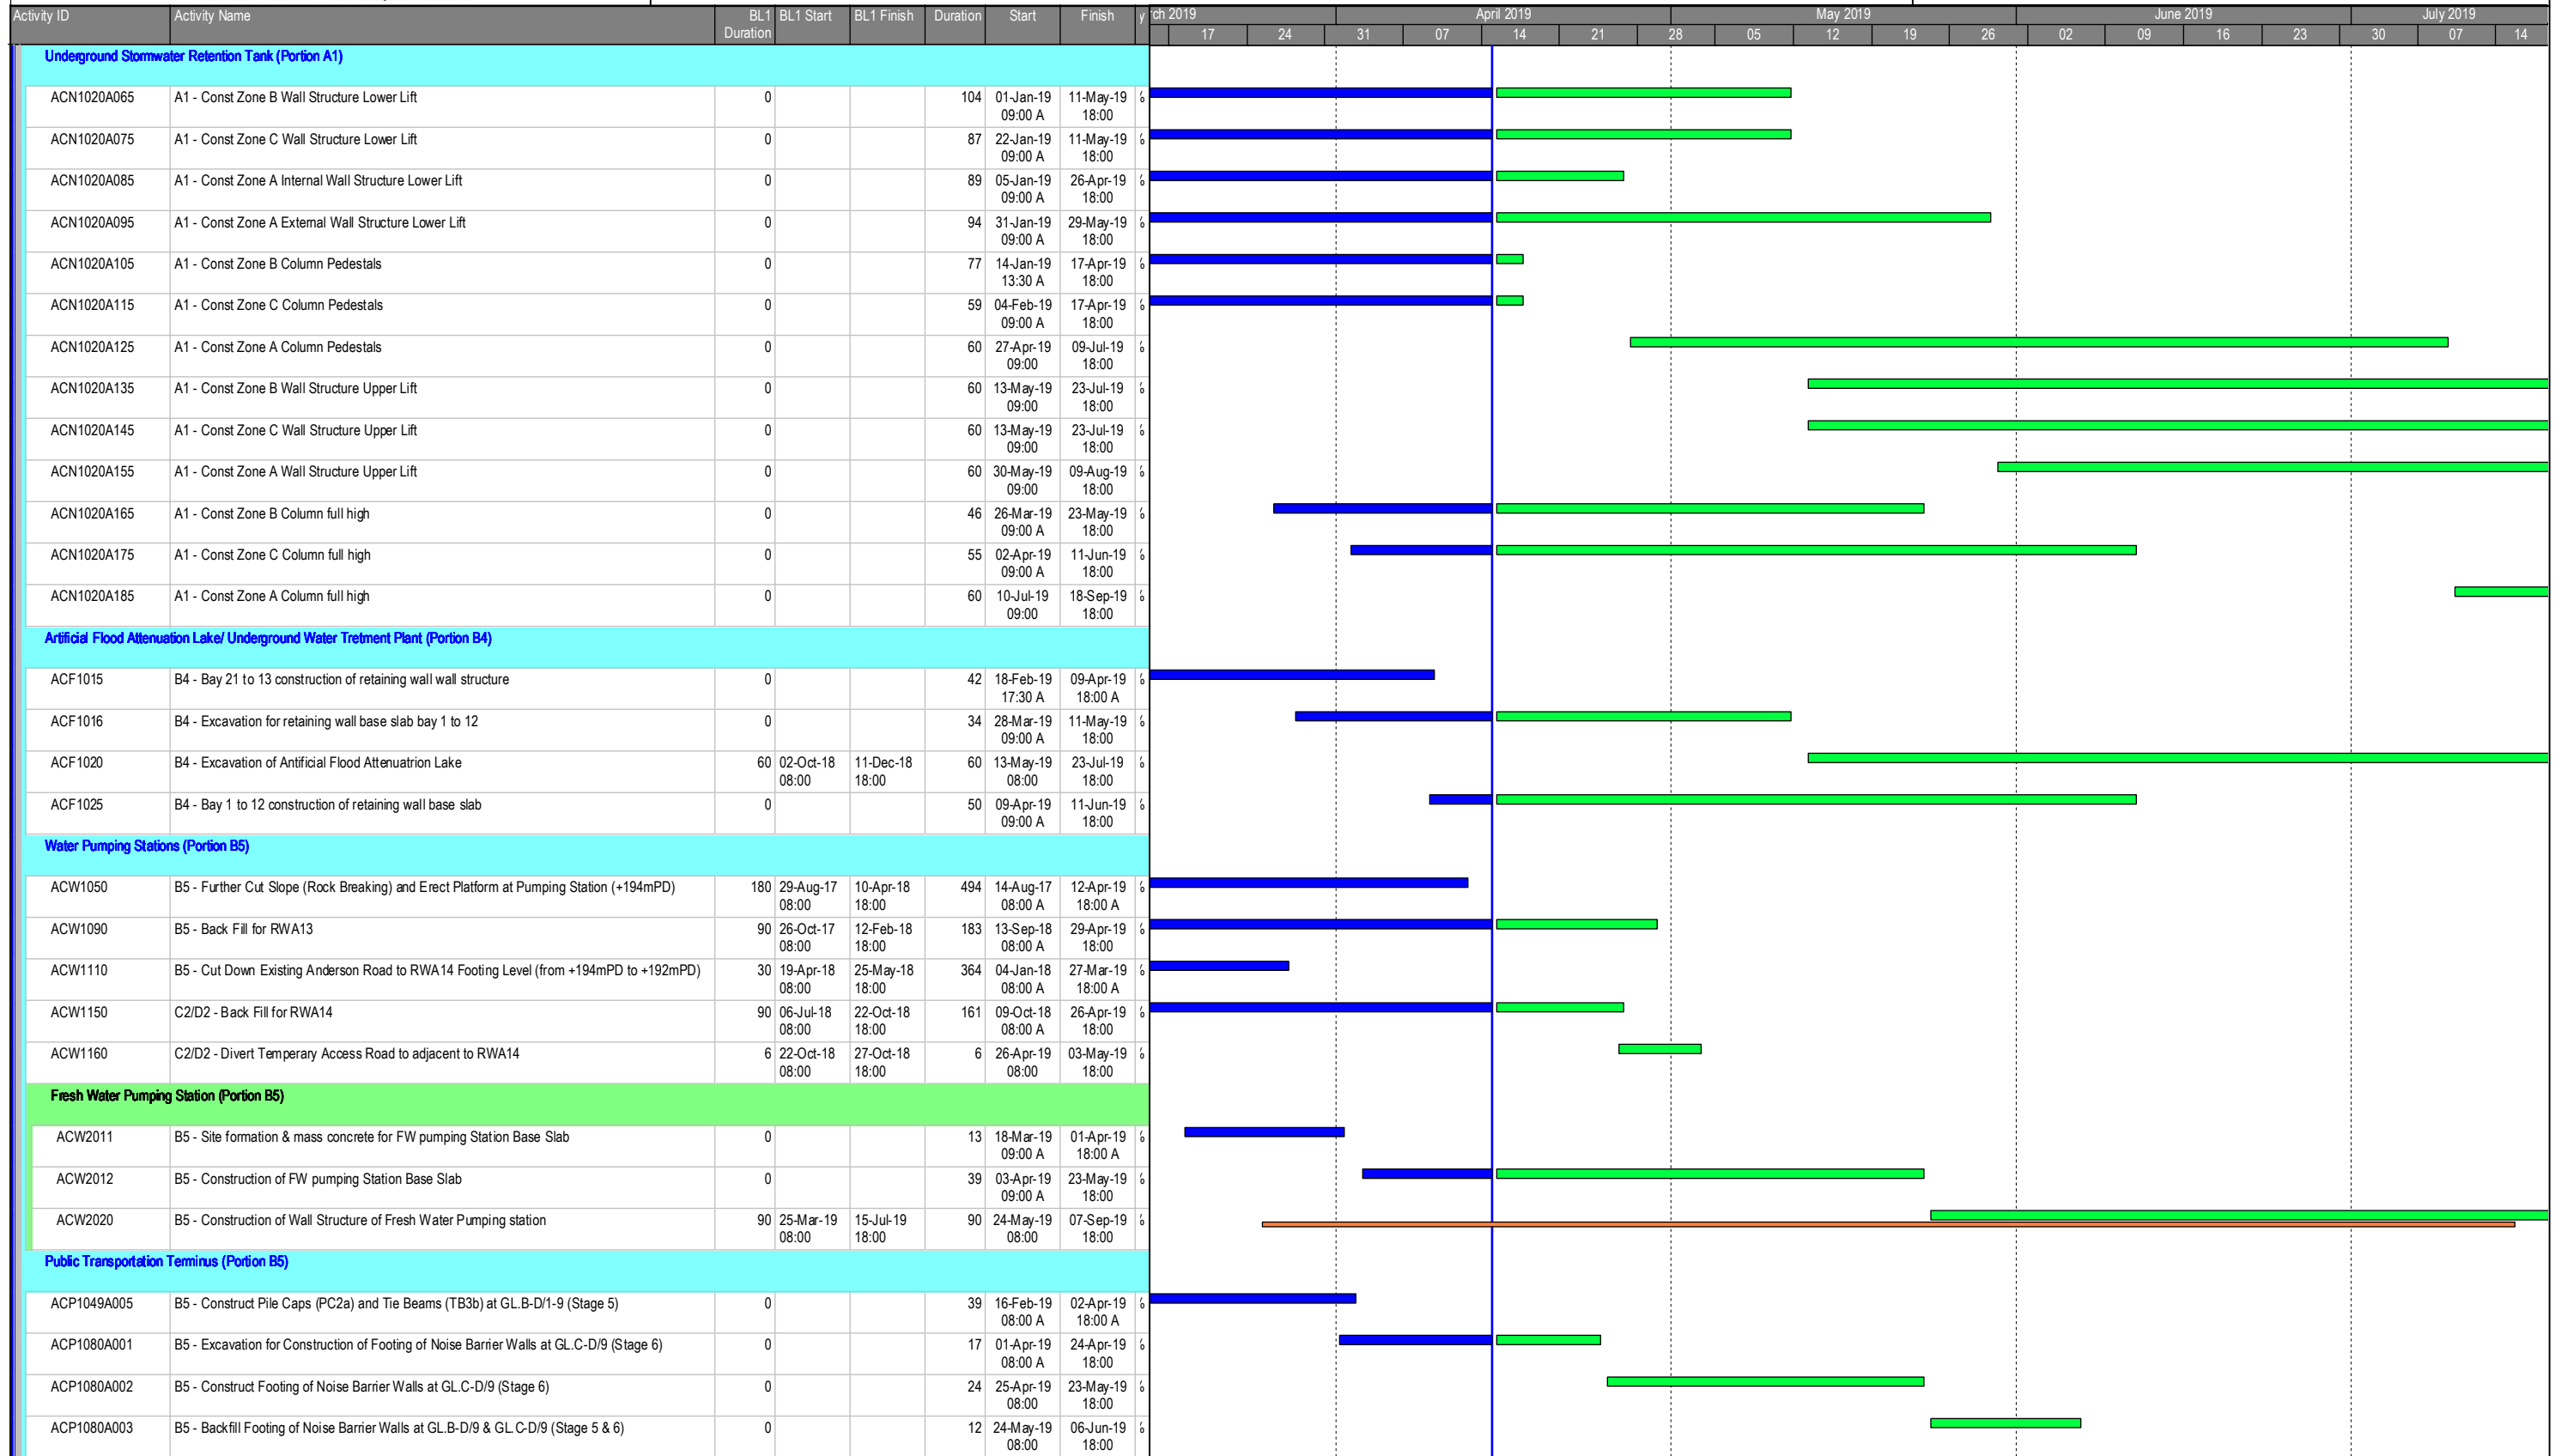 Activity ID Activity Name BL1 Duration BL1 Start BL1 Finish Duration Start Finish y rch 2019 April 2019 May 2019 June 2019 July 2019
17 24 31 07 14 21 28 05 12 19 26 02 09 16 23 30 07 14
Underground Stormwater Retention Tank (Portion A1)
ACN1020A065 A1 - Const Zone B Wall Structure Lower Lift 0 104 01-Jan-19 11-May-19 %
09:00 A 18:00
ACN1020A075 A1 - Const Zone C Wall Structure Lower Lift 0 87 22-Jan-19 11-May-19 %
09:00 A 18:00
ACN1020A085 A1 - Const Zone A Internal Wall Structure Lower Lift 0 89 05-Jan-19 26-Apr-19 %
09:00 A 18:00
ACN1020A095 A1 - Const Zone A External Wall Structure Lower Lift 0 94 31-Jan-19 29-May-19 %
09:00 A 18:00
ACN1020A105 A1 - Const Zone B Column Pedestals 0 77 14-Jan-19 17-Apr-19 %
13:30 A 18:00
ACN1020A115 A1 - Const Zone C Column Pedestals 0 59 04-Feb-19 17-Apr-19 %
09:00 A 18:00
ACN1020A125 A1 - Const Zone A Column Pedestals 0 60 27-Apr-19 09-Jul-19 %
09:00 18:00
ACN1020A135 A1 - Const Zone B Wall Structure Upper Lift 0 60 13-May-19 23-Jul-19 %
09:00 18:00
ACN1020A145 A1 - Const Zone C Wall Structure Upper Lift 0 60 13-May-19 23-Jul-19 %
09:00 18:00
ACN1020A155 A1 - Const Zone A Wall Structure Upper Lift 0 60 30-May-19 09-Aug-19 %
09:00 18:00
ACN1020A165 A1 - Const Zone B Column full high 0 46 26-Mar-19 23-May-19 %
09:00 A 18:00
ACN1020A175 A1 - Const Zone C Column full high 0 55 02-Apr-19 11-Jun-19 %
09:00 A 18:00
ACN1020A185 A1 - Const Zone A Column full high 0 60 10-Jul-19 18-Sep-19 %
09:00 18:00
Artificial Flood Attenuation Lake/ Underground Water Tretment Plant (Portion B4)
ACF1015 B4 - Bay 21 to 13 construction of retaining wall wall structure 0 42 18-Feb-19 09-Apr-19 %
17:30 A 18:00 A
ACF1016 B4 - Excavation for retaining wall base slab bay 1 to 12 0 34 28-Mar-19 11-May-19 %
09:00 A 18:00
ACF1020 B4 - Excavation of Artificial Flood Attenuatrion Lake 60 02-Oct-18 11-Dec-18 60 13-May-19 23-Jul-19 %
08:00 18:00 08:00 18:00
ACF1025 B4 - Bay 1 to 12 construction of retaining wall base slab 0 50 09-Apr-19 11-Jun-19 %
09:00 A 18:00
Water Pumping Stations (Portion B5)
ACW1050 B5 - Further Cut Slope (Rock Breaking) and Erect Platform at Pumping Station (+194mPD) 180 29-Aug-17 10-Apr-18 494 14-Aug-17 12-Apr-19 %
08:00 18:00 08:00 A 18:00 A
ACW1090 B5 - Back Fill for RWA13 90 26-Oct-17 12-Feb-18 183 13-Sep-18 29-Apr-19 %
08:00 18:00 08:00 A 18:00
ACW1110 B5 - Cut Down Existing Anderson Road to RWA14 Footing Level (from +194mPD to +192mPD) 30 19-Apr-18 25-May-18 364 04-Jan-18 27-Mar-19 %
08:00 18:00 08:00 A 18:00 A
ACW1150 C2/D2 - Back Fill for RWA14 90 06-Jul-18 22-Oct-18 161 09-Oct-18 26-Apr-19 %
08:00 18:00 08:00 A 18:00
ACW1160 C2/D2 - Divert Temperary Access Road to adjacent to RWA14 6 22-Oct-18 27-Oct-18 6 26-Apr-19 03-May-19 %
08:00 18:00 08:00 18:00
Fresh Water Pumping Station (Portion B5)
ACW2011 B5 - Site formation & mass concrete for FW pumping Station Base Slab 0 13 18-Mar-19 01-Apr-19 %
09:00 A 18:00 A
ACW2012 B5 - Construction of FW pumping Station Base Slab 0 39 03-Apr-19 23-May-19 %
09:00 A 18:00
ACW2020 B5 - Construction of Wall Structure of Fresh Water Pumping station 90 25-Mar-19 15-Jul-19 90 24-May-19 07-Sep-19 %
08:00 18:00 08:00 18:00
Public Transportation Terminus (Portion B5)
ACP1049A005 B5 - Construct Pile Caps (PC2a) and Tie Beams (TB3b) at GL.B-D/1-9 (Stage 5) 0 39 16-Feb-19 02-Apr-19 %
08:00 A 18:00 A
ACP1080A001 B5 - Excavation for Construction of Footing of Noise Barrier Walls at GL.C-D/9 (Stage 6) 0 17 01-Apr-19 24-Apr-19 %
08:00 A 18:00
ACP1080A002 B5 - Construct Footing of Noise Barrier Walls at GL.C-D/9 (Stage 6) 0 24 25-Apr-19 23-May-19 %
08:00 18:00
ACP1080A003 B5 - Backfill Footing of Noise Barrier Walls at GL.B-D/9 & GL.C-D/9 (Stage 5 & 6) 0 12 24-May-19 06-Jun-19 %
08:00 18:00